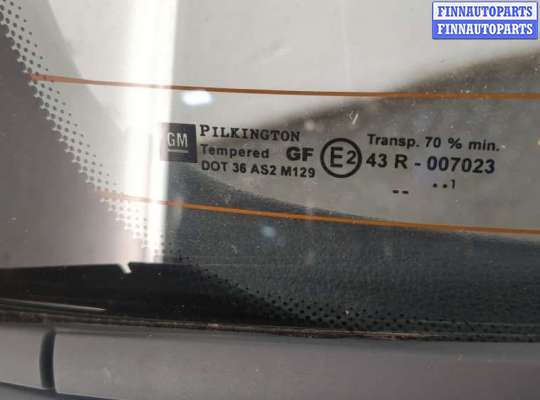 FINNAUTOPARTS
FINNAUTOPARTS
GM PILKINGTON
Tempered GF E2 Transp. 70 % min.
DOT 36 AS2 M129 43 R - 007023
-- ..1